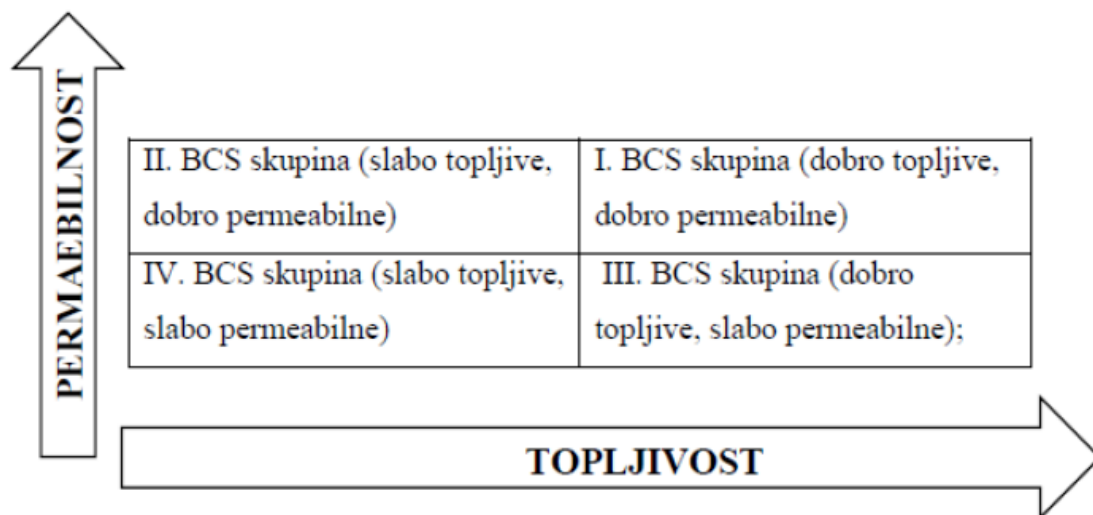 PERMAEBILNOST
II. BCS skupina (slabo topljive,
dobro permeabilne)
I. BCS skupina (dobro topljive,
dobro permeabilne)
IV. BCS skupina (slabo topljive,
slabo permeabilne)
III. BCS skupina (dobro
topljive, slabo permeabilne);
TOPLJIVOST